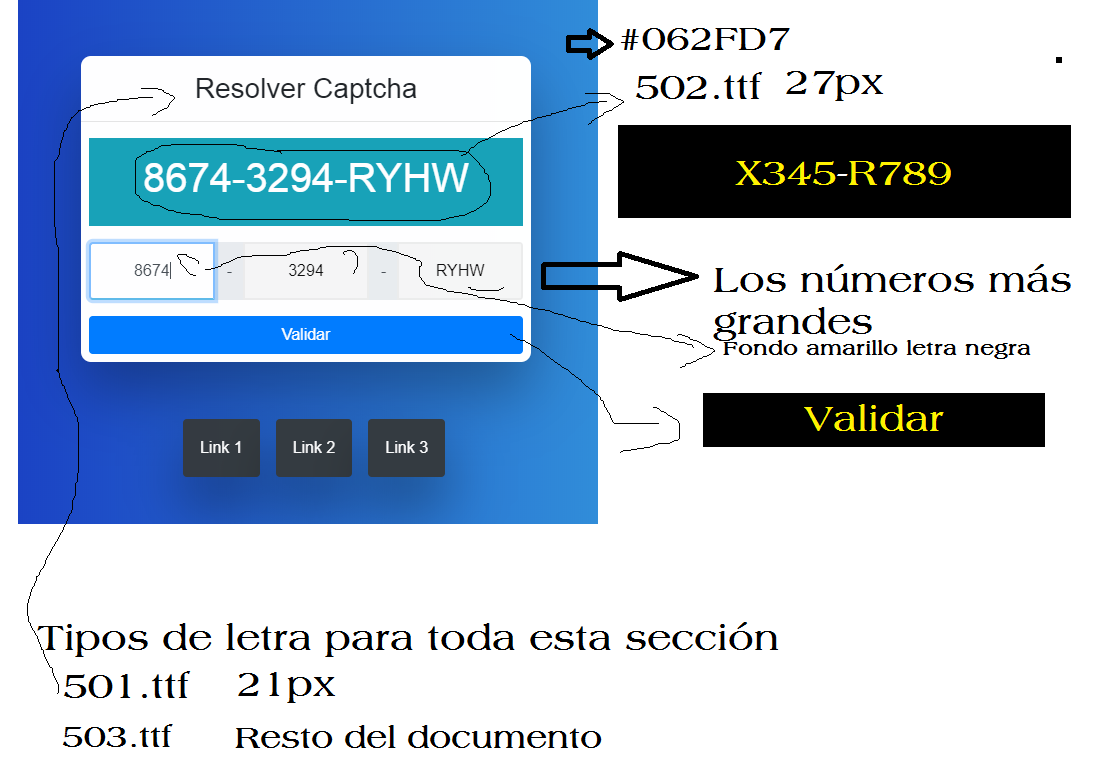 #062FD7
502.ttf 27px
Resolver Captcha
8674-3294-RYHW
X345-R789
8674 - 3294 - RYHW
Los números más
grandes
Fondo amarillo letra negra
Validar
Validar
Link 1 Link 2 Link 3
Tipos de letra para toda esta sección
501.ttf 21px
503.ttf Resto del documento